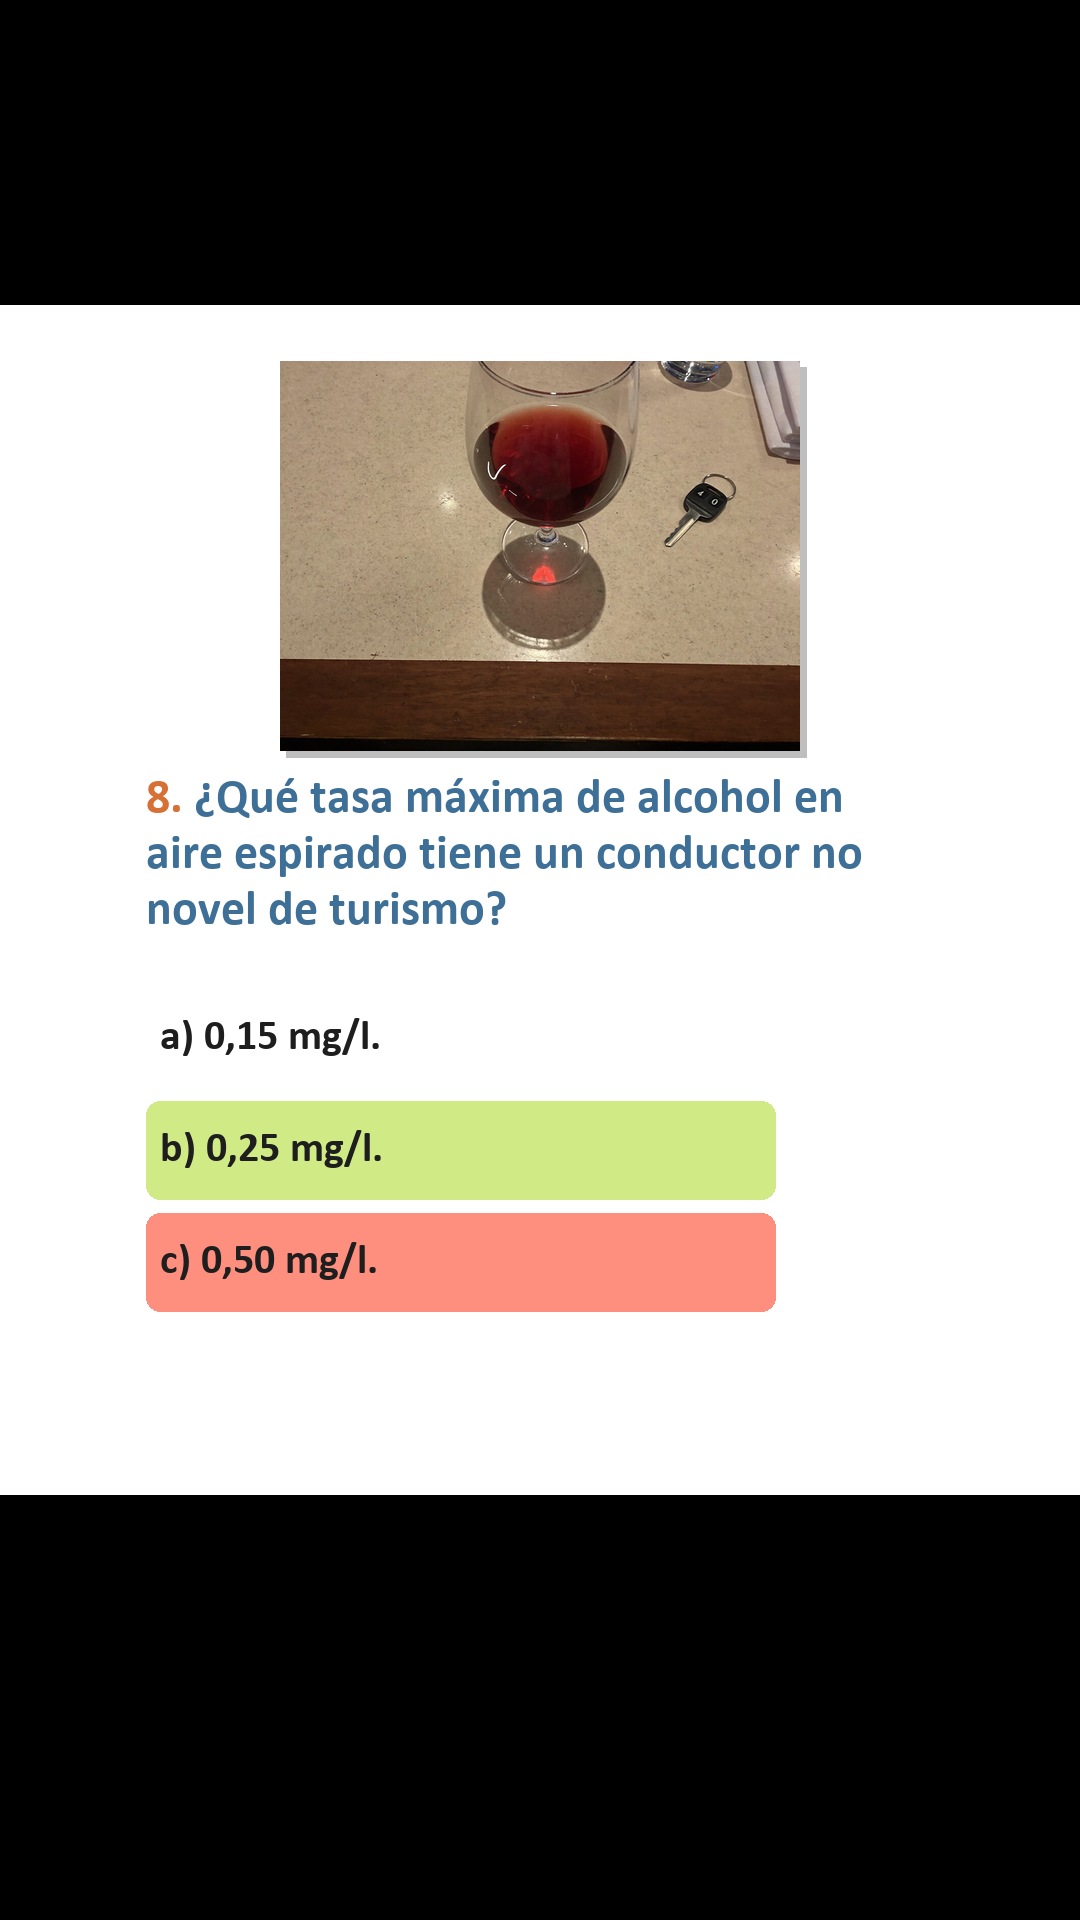 8. ¿Qué tasa máxima de alcohol en
aire espirado tiene un conductor no
novel de turismo?
a) 0,15 mg/l.
b) 0,25 mg/l.
c) 0,50 mg/l.